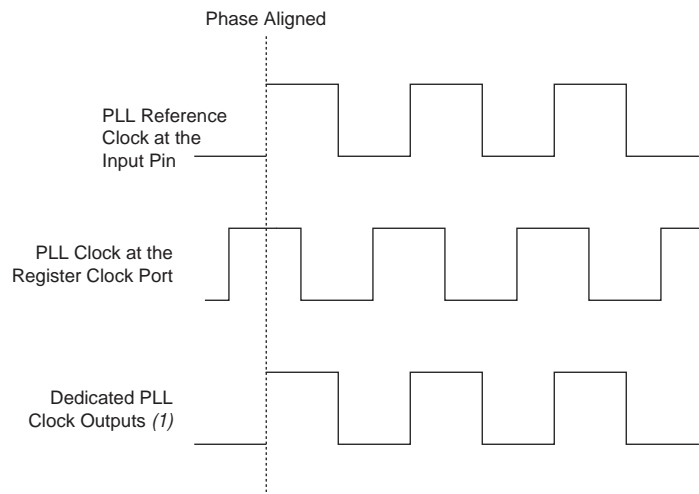 Phase Aligned
PLL Reference
Clock at the
Input Pin
PLL Clock at the
Register Clock Port
Dedicated PLL
Clock Outputs (1)